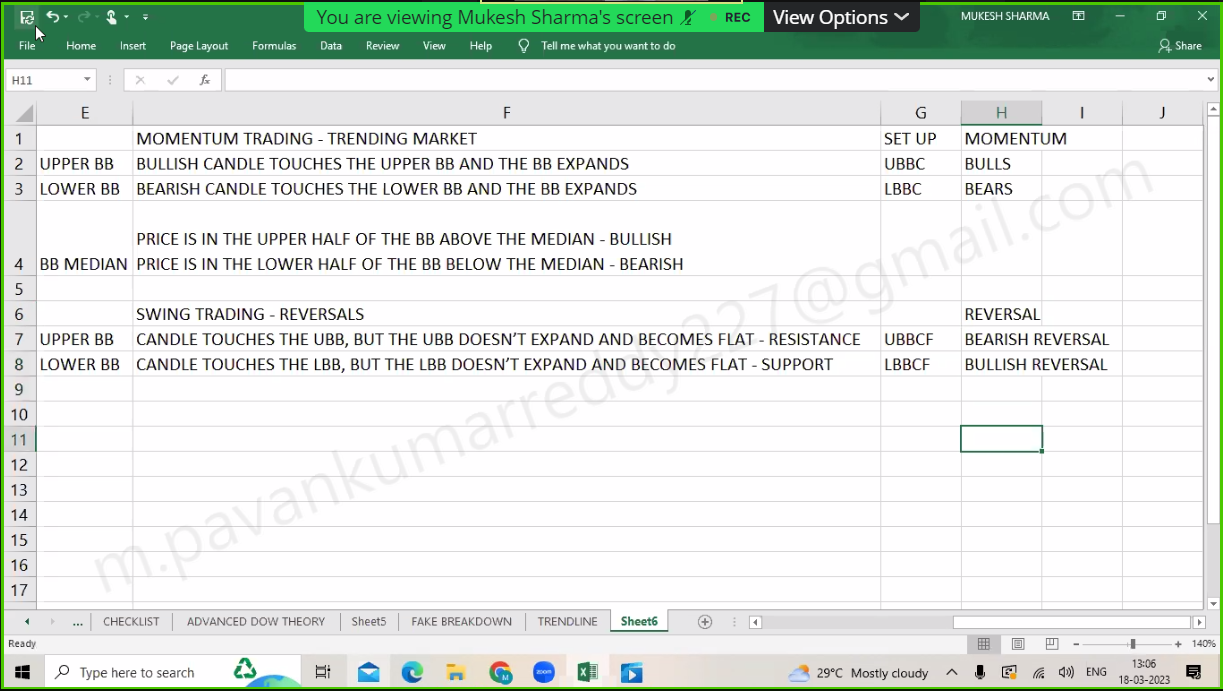 You are viewing Mukesh Sharma's screen REC View Options
MUKESH SHARMA
File Home Insert Page Layout Formulas Data Review View Help Tell me what you want to do Share
H11 fx
E F G H I J
1 MOMENTUM TRADING - TRENDING MARKET SET UP MOMENTUM
2 UPPER BB BULLISH CANDLE TOUCHES THE UPPER BB AND THE BB EXPANDS UBBC BULLS
3 LOWER BB BEARISH CANDLE TOUCHES THE LOWER BB AND THE BB EXPANDS LBBC BEARS
PRICE IS IN THE UPPER HALF OF THE BB ABOVE THE MEDIAN - BULLISH
4 BB MEDIAN PRICE IS IN THE LOWER HALF OF THE BB BELOW THE MEDIAN - BEARISH
5
6 SWING TRADING - REVERSALS REVERSAL
7 UPPER BB CANDLE TOUCHES THE UBB, BUT THE UBB DOESN'T EXPAND AND BECOMES FLAT - RESISTANCE UBBCF BEARISH REVERSAL
8 LOWER BB CANDLE TOUCHES THE LBB, BUT THE LBB DOESN'T EXPAND AND BECOMES FLAT - SUPPORT LBBCF BULLISH REVERSAL
9
10
11
12
13
14
15
16
17
m.pavankumarreddy227@gmail.com
... CHECKLIST ADVANCED DOW THEORY Sheet5 FAKE BREAKDOWN TRENDLINE Sheet6
Ready 140%
Type here to search zoom M 29°C Mostly cloudy ENG 13:06
18-03-2023